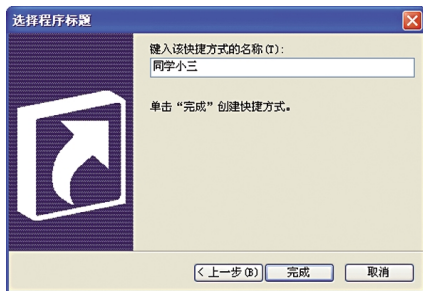 选择程序标题
键入该快捷方式的名称(T):
同学小三
单击“完成”创建快捷方式。
< 上一步(B)
完成
取消